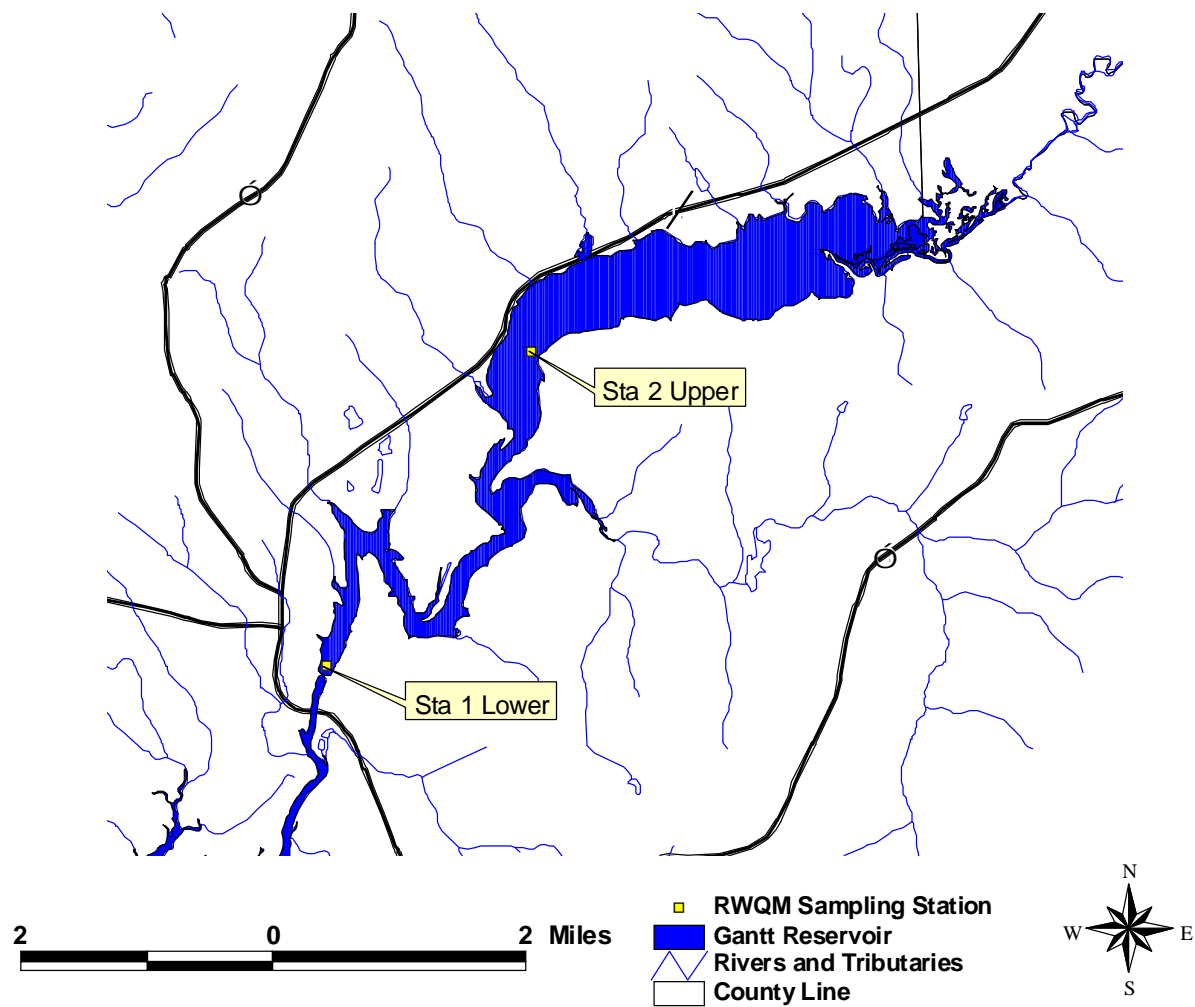 Sta 2 Upper
Sta 1 Lower
2 0 2 Miles
RWQM Sampling Station
Gantt Reservoir
Rivers and Tributaries
County Line
N
W E
S